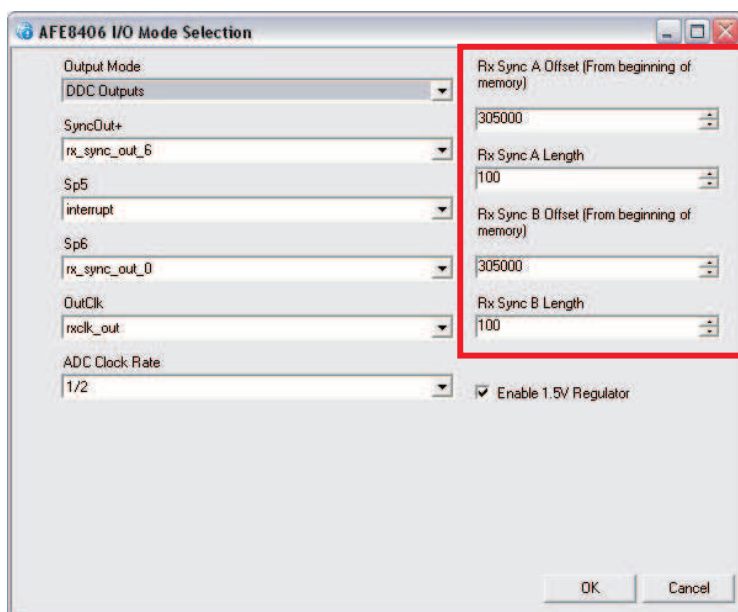 AFE8406 I/O Mode Selection
Output Mode
DDC Outputs
SyncOut+
rx_sync_out_6
Sp5
interrupt
Sp6
rx_sync_out_0
OutClk
rxclk_out
ADC Clock Rate
1/2
Rx Sync A Offset (From beginning of
memory)
305000
Rx Sync A Length
100
Rx Sync B Offset (From beginning of
memory)
305000
Rx Sync B Length
100
Enable 1.5V Regulator
OK
Cancel